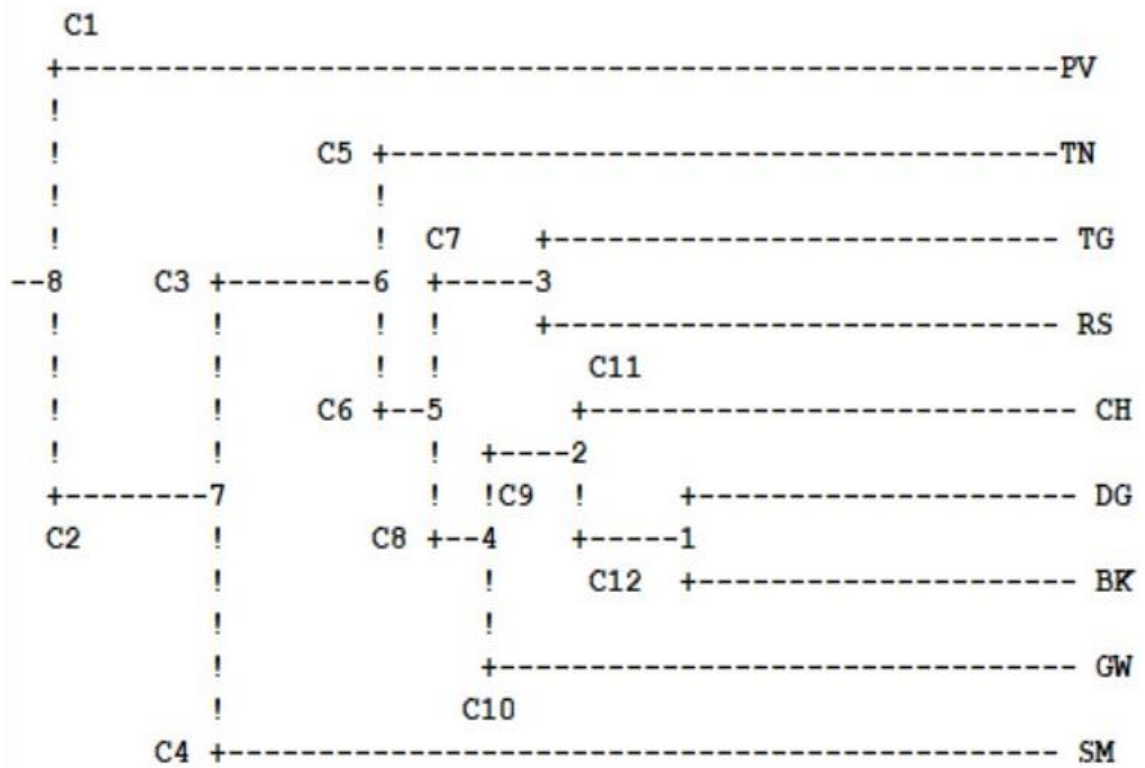 C1
+-------------------------------------------------------PV
!
! C5 +-------------------------------------TN
! !
! ! C7 +---------------------------- TG
--8 C3 +--------6 +-----3
! ! ! ! +---------------------------- RS
! ! ! ! C11
! ! C6 +--5 +--------------------------- CH
! ! ! +----2
+--------7 ! !C9 ! +--------------------- DG
C2 ! C8 +--4 +-----1
! ! C12 +--------------------- BK
! !
! +-------------------------------- GW
! C10
C4 +---------------------------------------------- SM